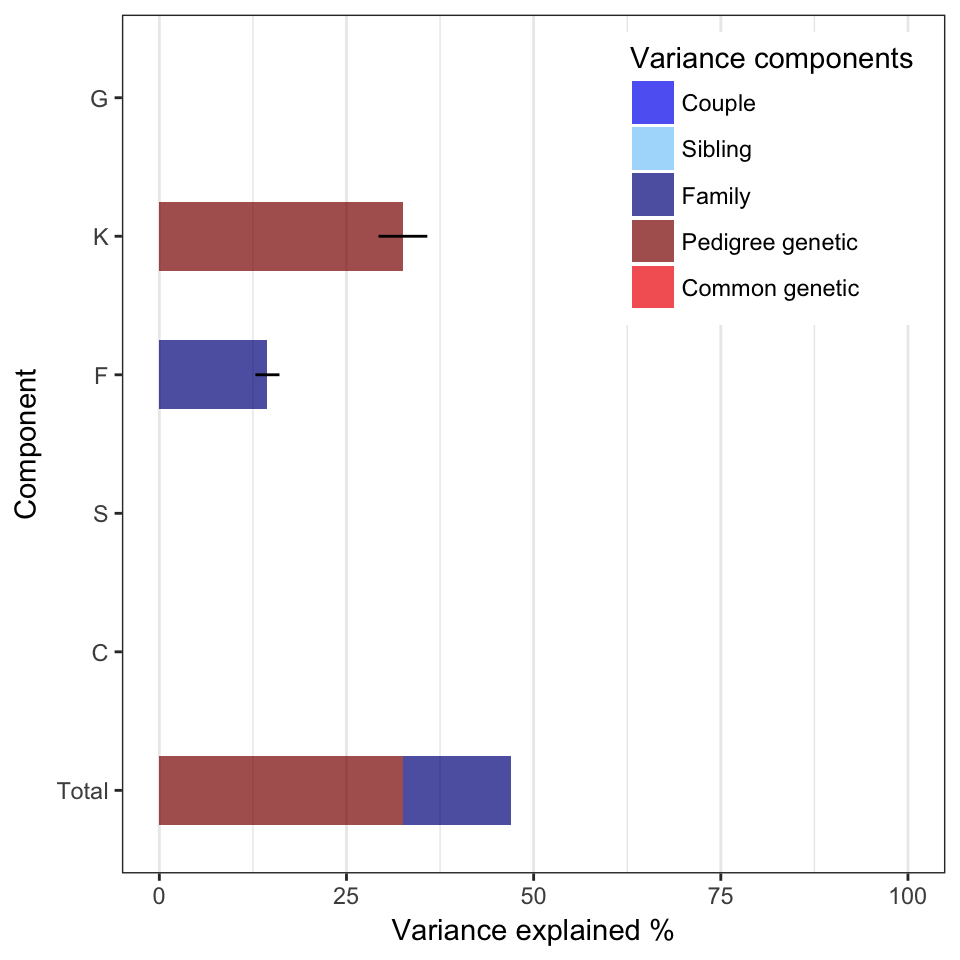 Variance components
Couple
Sibling
Family
Pedigree genetic
Common genetic
G
K
F
S
C
Total
Component
0 25 50 75 100
Variance explained %